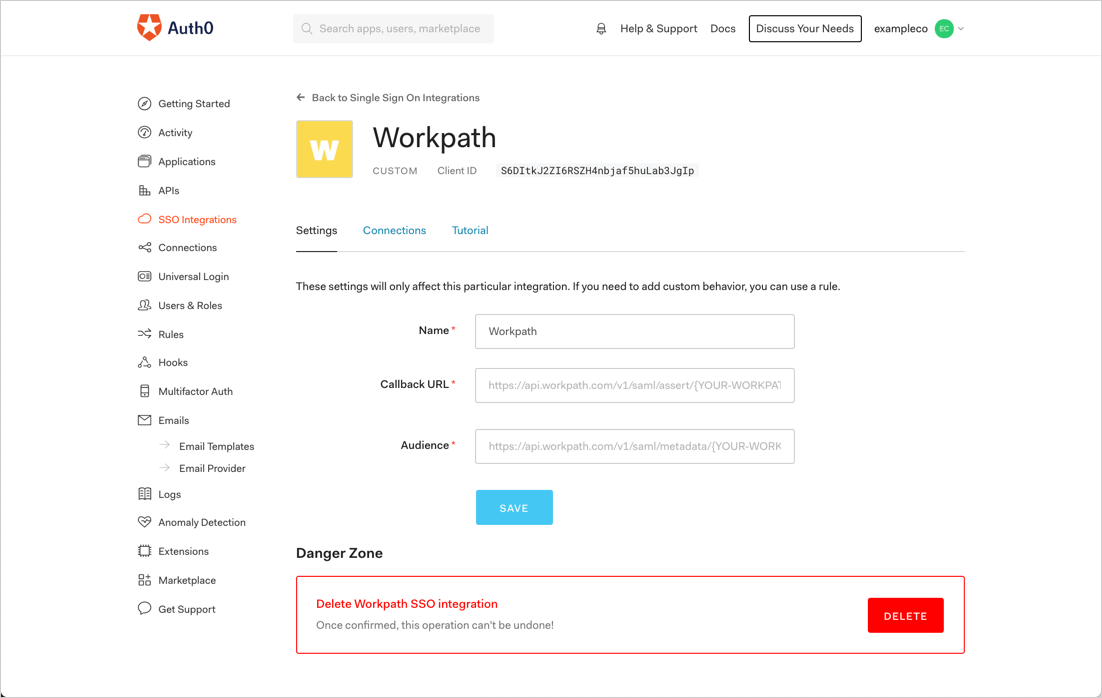 Auth0
Search apps, users, marketplace
Help & Support
Docs
Discuss Your Needs
exampleco
EC
Getting Started
Activity
Applications
APIs
SSO Integrations
Connections
Universal Login
Users & Roles
Rules
Hooks
Multifactor Auth
Emails
Email Templates
Email Provider
Logs
Anomaly Detection
Extensions
Marketplace
Get Support
Back to Single Sign On Integrations
W
Workpath
CUSTOM Client ID S6DItkJ2ZI6RSZH4nbjaf5huLab3JgIp
Settings Connections Tutorial
These settings will only affect this particular integration. If you need to add custom behavior, you can use a rule.
Name * Workpath
Callback URL * https://api.workpath.com/v1/saml/assert/{YOUR-WORKPAT
Audience * https://api.workpath.com/v1/saml/metadata/{YOUR-WORK
SAVE
Danger Zone
Delete Workpath SSO integration
Once confirmed, this operation can't be undone!
DELETE